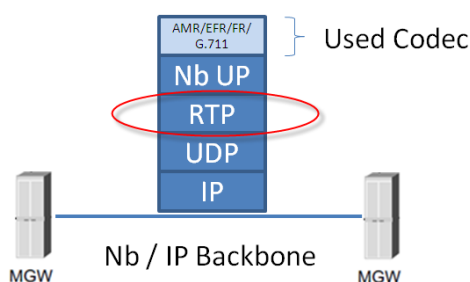 AMR/EFR/FR/
G.711
Used Codec
Nb UP
RTP
UDP
IP
Nb / IP Backbone
MGW
MGW